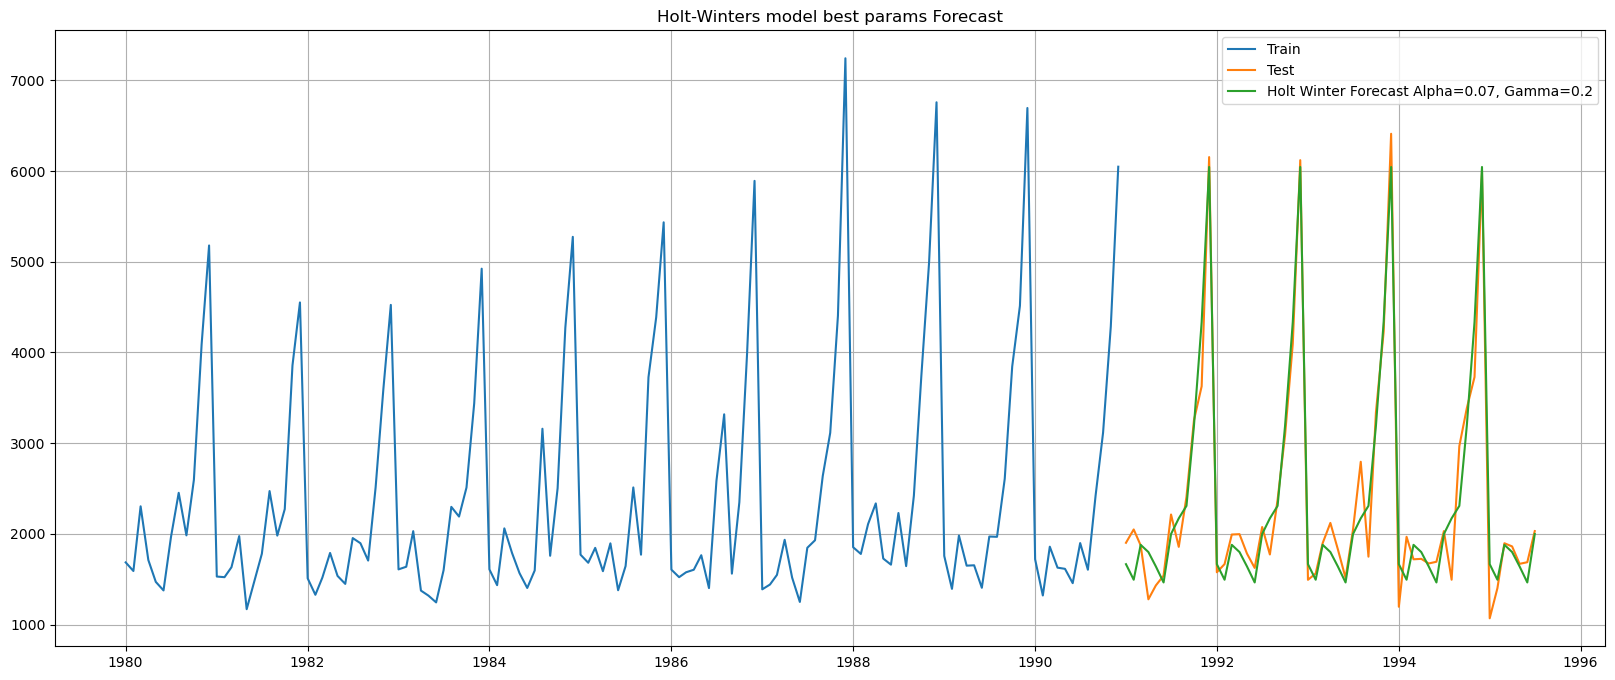 Holt-Winters model best params Forecast
Train
Test
Holt Winter Forecast Alpha=0.07, Gamma=0.2
7000
6000
5000
4000
3000
2000
1000
1980 1982 1984 1986 1988 1990 1992 1994 1996